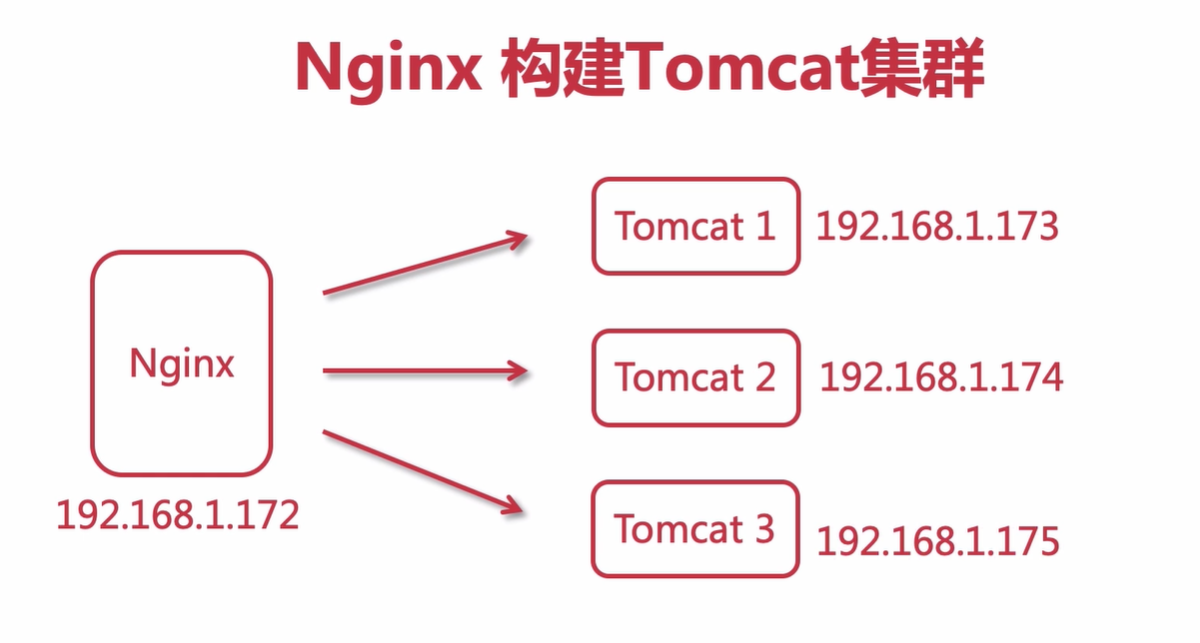 Nginx 构建Tomcat集群
Tomcat 1 192.168.1.173
Nginx
Tomcat 2 192.168.1.174
192.168.1.172
Tomcat 3 192.168.1.175